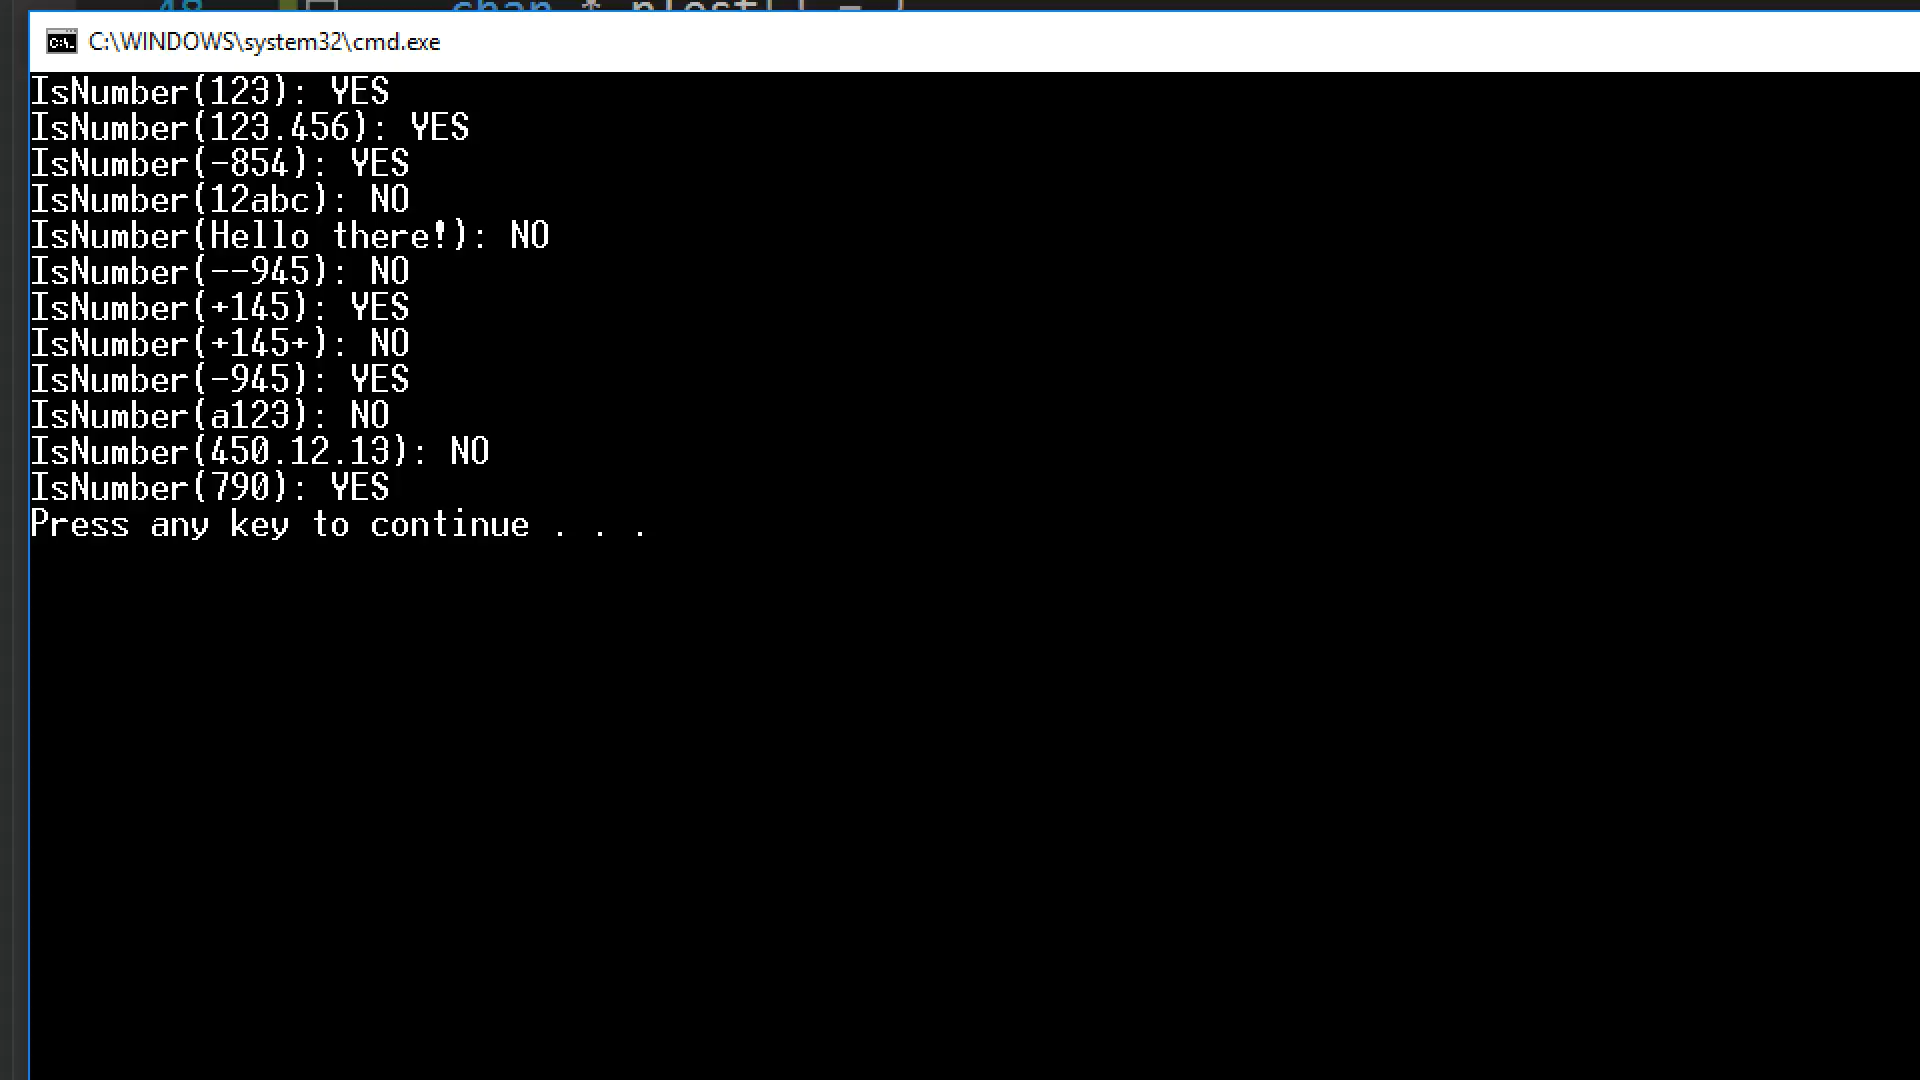 48 char * 
C:\WINDOWS\system32\cmd.exe
IsNumber(123): YES
IsNumber(123.456): YES
IsNumber(-854): YES
IsNumber(12abc): NO
IsNumber(Hello there!): NO
IsNumber(--945): NO
IsNumber(+145): YES
IsNumber(+145+): NO
IsNumber(-945): YES
IsNumber(a123): NO
IsNumber(450.12.13): NO
IsNumber(790): YES
Press any key to continue . . .